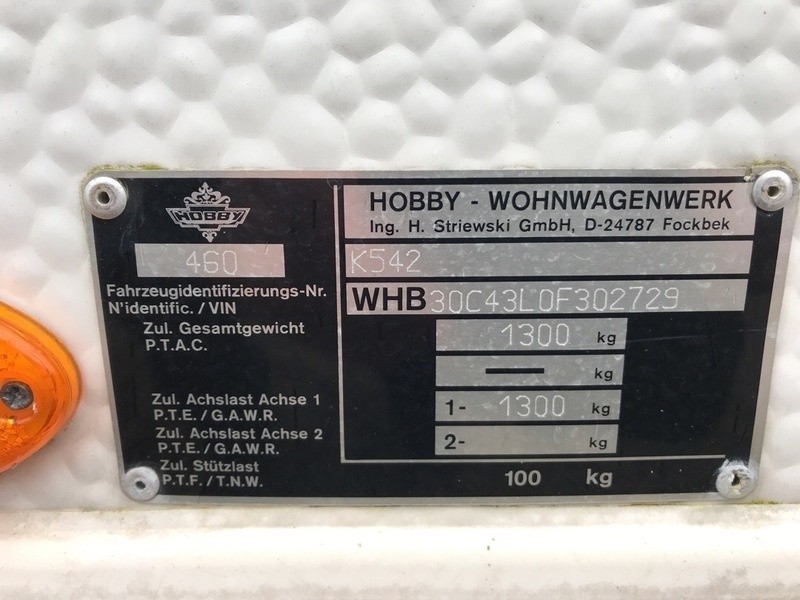 HOBBY
HOBBY - WOHNWAGENWERK
Ing. H. Striewski GmbH, D-24787 Fockbek
460
K542
Fahrzeugidentifizierungs-Nr.
N'identific. / VIN
WHB30C43L0F302729
Zul. Gesamtgewicht
P.T.A.C.
1300 kg
— kg
Zul. Achslast Achse 1
P.T.E. / G.A.W.R.
1- 1300 kg
Zul. Achslast Achse 2
P.T.E. / G.A.W.R.
2- kg
Zul. Stützlast
P.T.F. / T.N.W.
100 kg